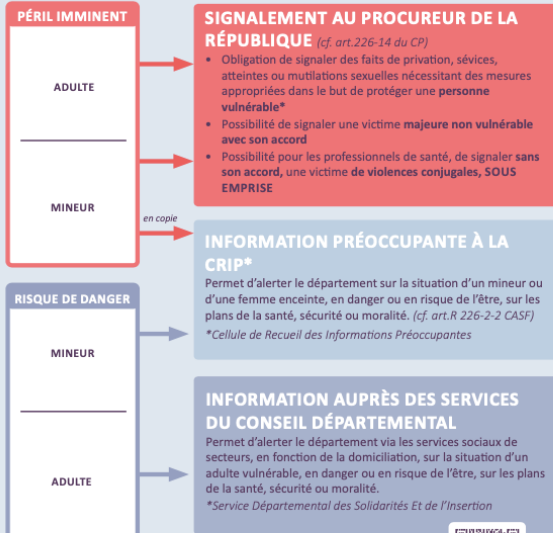 PÉRIL IMMINENT
ADULTE
MINEUR
SIGNALEMENT AU PROCUREUR DE LA
RÉPUBLIQUE (cf. art.226-14 du CP)
• Obligation de signaler des faits de privation, sévices,
atteintes ou mutilations sexuelles nécessitant des mesures
appropriées dans le but de protéger une personne
vulnérable*
• Possibilité de signaler une victime majeure non vulnérable
avec son accord
• Possibilité pour les professionnels de santé, de signaler sans
son accord, une victime de violences conjugales, SOUS
EMPRISE
en copie
INFORMATION PRÉOCCUPANTE À LA
CRIP*
Permet d'alerter le département sur la situation d'un mineur ou
d'une femme enceinte, en danger ou en risque de l'être, sur les
plans de la santé, sécurité ou moralité. (cf. art.R 226-2-2 CASF)
*Cellule de Recueil des Informations Préoccupantes
RISQUE DE DANGER
MINEUR
ADULTE
INFORMATION AUPRÈS DES SERVICES
DU CONSEIL DÉPARTEMENTAL
Permet d'alerter le département via les services sociaux de
secteurs, en fonction de la domiciliation, sur la situation d'un
adulte vulnérable, en danger ou en risque de l'être, sur les plans
de la santé, sécurité ou moralité.
*Service Départemental des Solidarités Et de l'Insertion